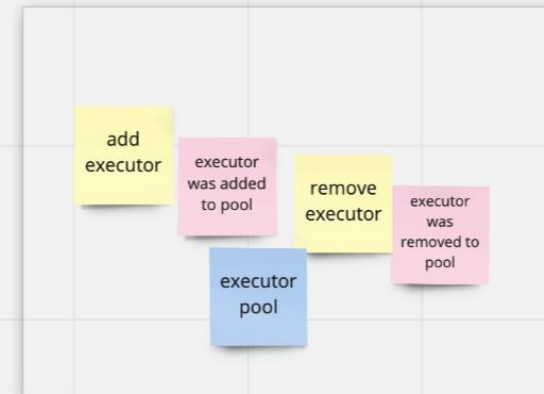 add
executor
executor
was added
to pool
remove
executor
executor
was
removed to
pool
executor
pool